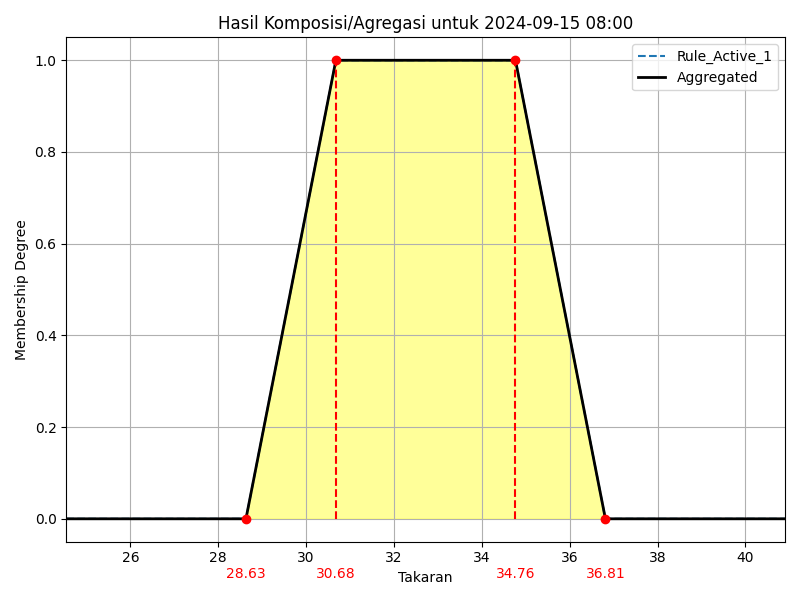 Hasil Komposisi/Agregasi untuk 2024-09-15 08:00
Rule_Active_1
Aggregated
Membership Degree
1.0
0.8
0.6
0.4
0.2
0.0
26 28 30 32 34 36 38 40
28.63 30.68 34.76 36.81
Takaran